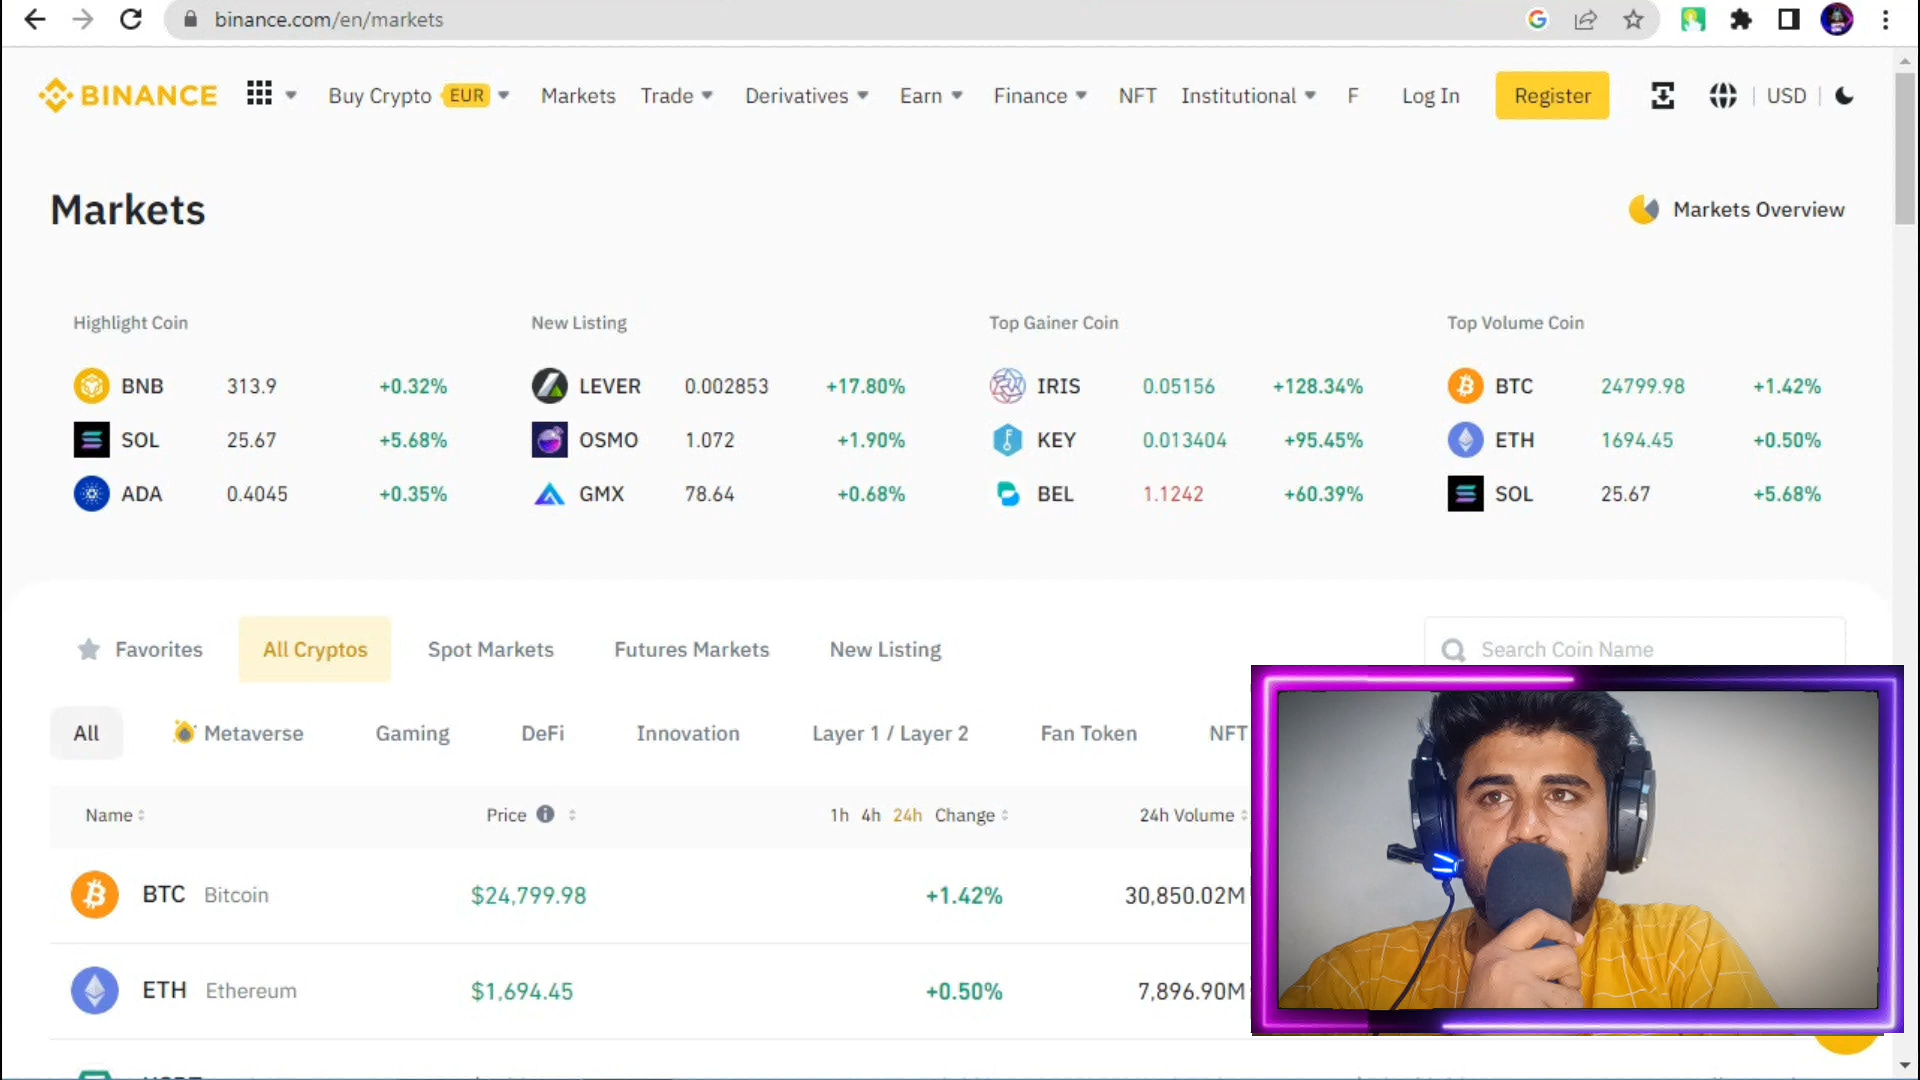 binance.com/en/markets
BINANCE Buy Crypto EUR Markets Trade Derivatives Earn Finance NFT Institutional F Log In Register USD
Markets
Markets Overview
Highlight Coin
BNB 313.9 +0.32%
SOL 25.67 +5.68%
ADA 0.4045 +0.35%
New Listing
LEVER 0.002853 +17.80%
OSMO 1.072 +1.90%
GMX 78.64 +0.68%
Top Gainer Coin
IRIS 0.05156 +128.34%
KEY 0.013404 +95.45%
BEL 1.1242 +60.39%
Top Volume Coin
BTC 24799.98 +1.42%
ETH 1694.45 +0.50%
SOL 25.67 +5.68%
Favorites All Cryptos Spot Markets Futures Markets New Listing Search Coin Name
All Metaverse Gaming DeFi Innovation Layer 1 / Layer 2 Fan Token NFT
Name Price 1h 4h 24h Change 24h Volume
BTC Bitcoin $24,799.98 +1.42% 30,850.02M
ETH Ethereum $1,694.45 +0.50% 7,896.90M